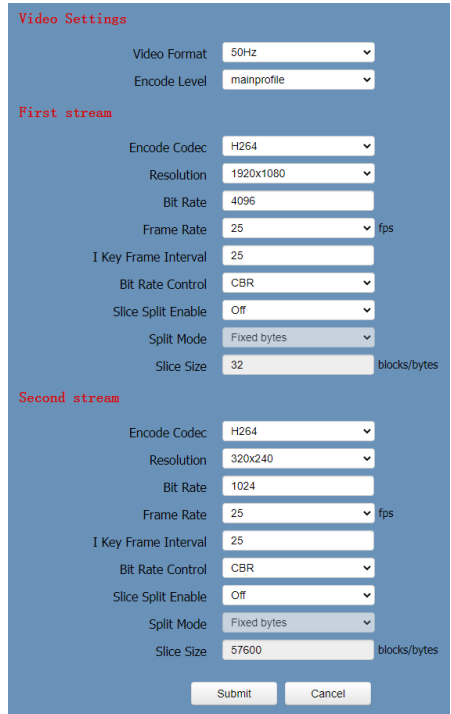 Video Settings
Video Format 50Hz
Encode Level mainprofile
First stream
Encode Codec H264
Resolution 1920x1080
Bit Rate 4096
Frame Rate 25 fps
I Key Frame Interval 25
Bit Rate Control CBR
Slice Split Enable Off
Split Mode Fixed bytes
Slice Size 32 blocks/bytes
Second stream
Encode Codec H264
Resolution 320x240
Bit Rate 1024
Frame Rate 25 fps
I Key Frame Interval 25
Bit Rate Control CBR
Slice Split Enable Off
Split Mode Fixed bytes
Slice Size 57600 blocks/bytes
Submit Cancel